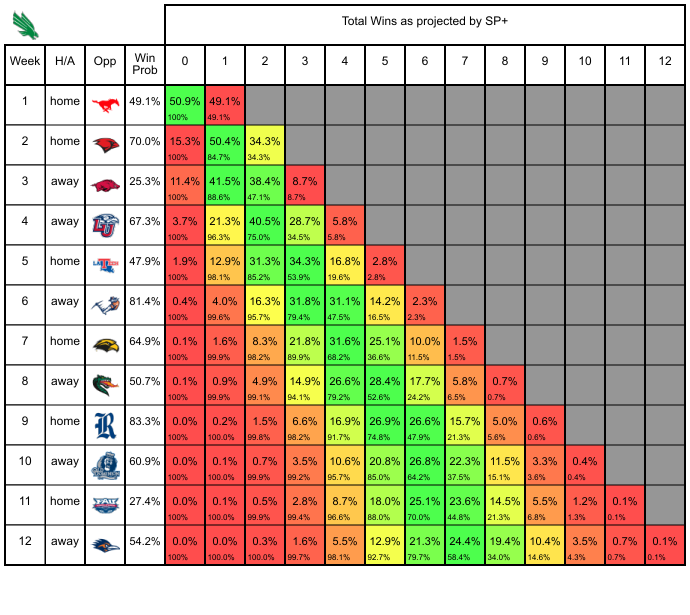 Total Wins as projected by SP+
Week H/A Opp Win Prob 0 1 2 3 4 5 6 7 8 9 10 11 12
1 home 49.1% 50.9% 49.1%
100% 49.1%
2 home 70.0% 15.3% 50.4% 34.3%
100% 84.7% 34.3%
3 away 25.3% 11.4% 41.5% 38.4% 8.7%
100% 88.6% 47.1% 8.7%
4 away LU 67.3% 3.7% 21.3% 40.5% 28.7% 5.8%
100% 96.3% 75.0% 34.5% 5.8%
5 home 47.9% 1.9% 12.9% 31.3% 34.3% 16.8% 2.8%
100% 98.1% 85.2% 53.9% 19.6% 2.8%
6 away 81.4% 0.4% 4.0% 16.3% 31.8% 31.1% 14.2% 2.3%
100% 99.6% 95.7% 79.4% 47.5% 16.5% 2.3%
7 home 64.9% 0.1% 1.6% 8.3% 21.8% 31.6% 25.1% 10.0% 1.5%
100% 99.9% 98.2% 89.9% 68.2% 36.6% 11.5% 1.5%
8 away 50.7% 0.1% 0.9% 4.9% 14.9% 26.6% 28.4% 17.7% 5.8% 0.7%
100% 99.9% 99.1% 94.1% 79.2% 52.6% 24.2% 6.5% 0.7%
9 home R 83.3% 0.0% 0.2% 1.5% 6.6% 16.9% 26.9% 26.6% 15.7% 5.0% 0.6%
100% 100.0% 99.8% 98.2% 91.7% 74.8% 47.9% 21.3% 5.6% 0.6%
10 away 60.9% 0.0% 0.1% 0.7% 3.5% 10.6% 20.8% 26.8% 22.3% 11.5% 3.3% 0.4%
100% 100.0% 99.9% 99.2% 95.7% 85.0% 64.2% 37.5% 15.1% 3.6% 0.4%
11 home 27.4% 0.0% 0.1% 0.5% 2.8% 8.7% 18.0% 25.1% 23.6% 14.5% 5.5% 1.2% 0.1%
100% 100.0% 99.9% 99.4% 96.6% 88.0% 70.0% 44.8% 21.3% 6.8% 1.3% 0.1%
12 away 54.2% 0.0% 0.0% 0.3% 1.6% 5.5% 12.9% 21.3% 24.4% 19.4% 10.4% 3.5% 0.7% 0.1%
100% 100.0% 100.0% 99.7% 98.1% 92.7% 79.7% 58.4% 34.0% 14.6% 4.3% 0.7% 0.1%